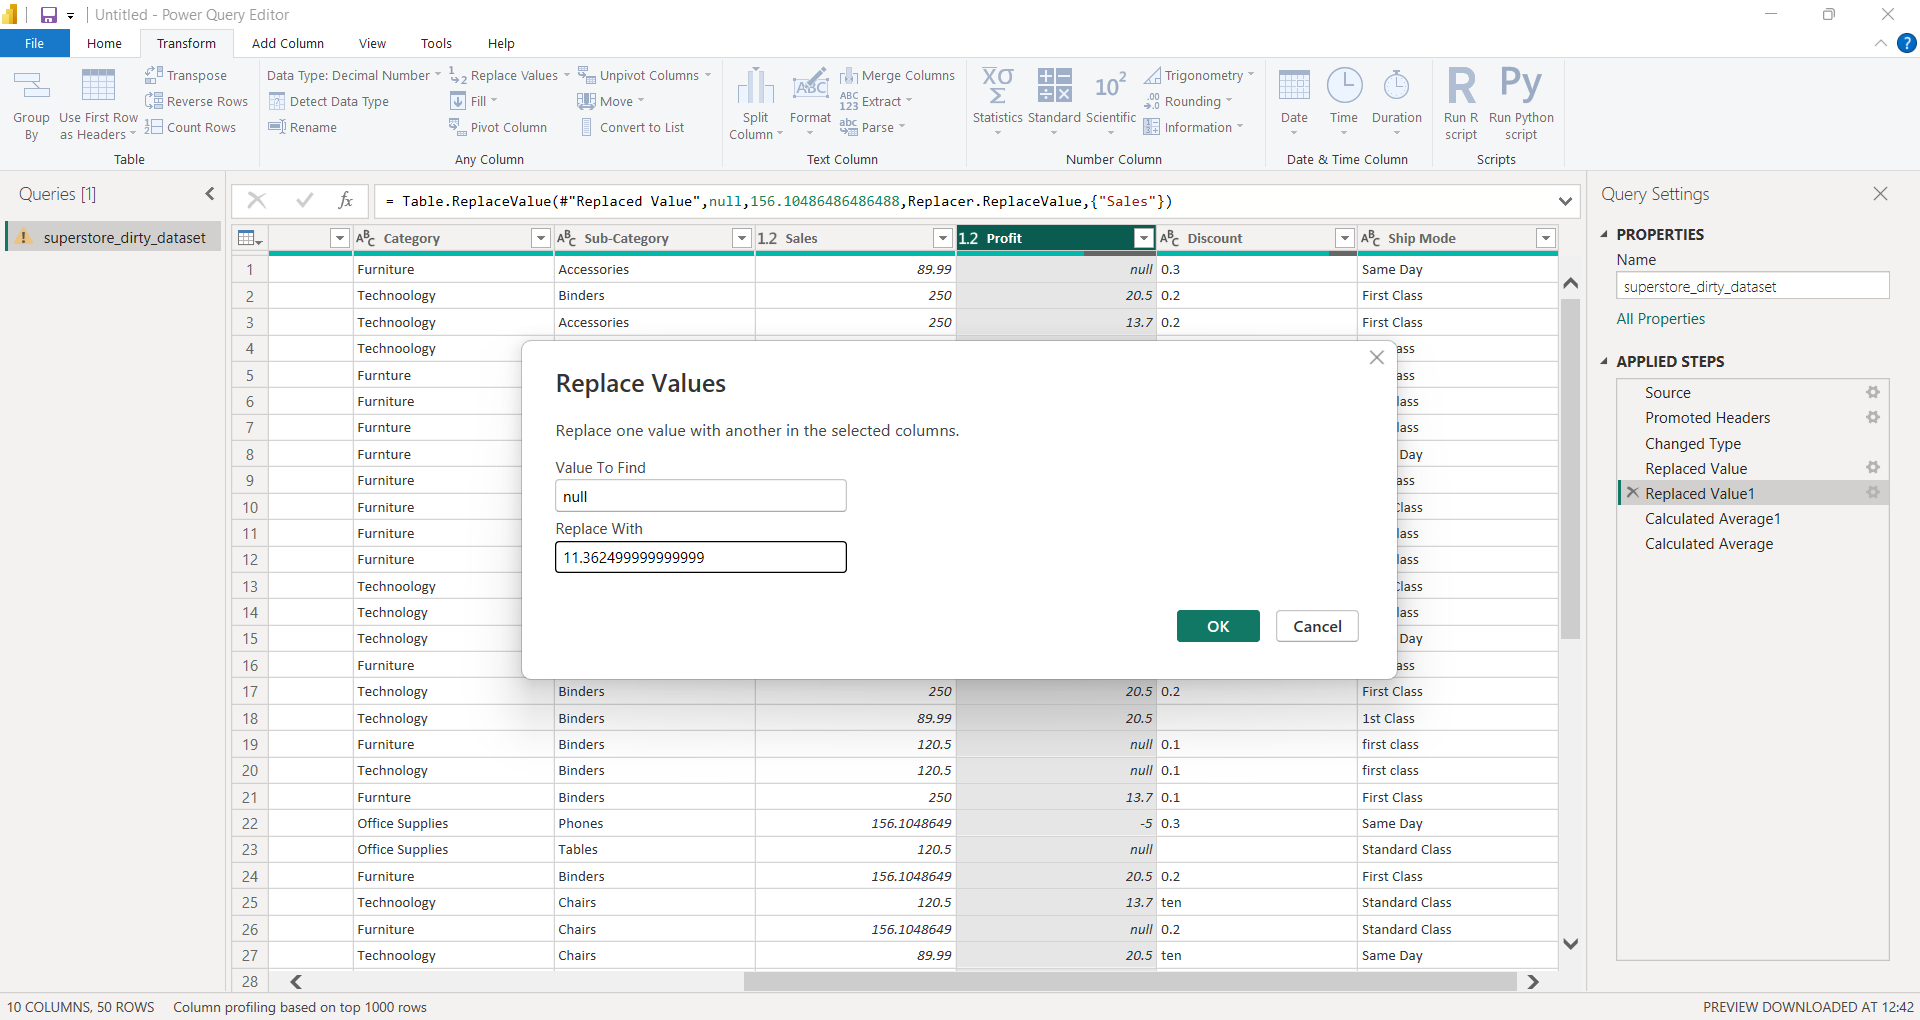 Untitled - Power Query Editor
File Home Transform Add Column View Tools Help
Group By
Use First Row as Headers
Transpose
Reverse Rows
Count Rows
Table
Data Type: Decimal Number
Detect Data Type
Rename
Replace Values
Fill
Pivot Column
Unpivot Columns
Move
Convert to List
Any Column
Split Column
Format
Merge Columns
Extract
Parse
Text Column
Statistics
Standard
Scientific
Trigonometry
Rounding
Information
Number Column
Date
Time
Duration
Date & Time Column
Run R script
Run Python script
Scripts
Queries [1]
superstore_dirty_dataset
= Table.ReplaceValue(#"Replaced Value",null,156.10486486486488,Replacer.ReplaceValue,{"Sales"})
Category Sub-Category 1.2 Sales 1.2 Profit Discount Ship Mode
1 Furniture Accessories 89.99 null 0.3 Same Day
2 Technology Binders 250 20.5 0.2 First Class
3 Technoology Accessories 250 13.7 0.2 First Class
4 Technoology ass
5 Furnture ass
6 Furniture lass
7 Furnture lass
8 Furnture Day
9 Furniture ass
10 Furniture lass
11 Furniture lass
12 Furniture lass
13 Technoology lass
14 Technology lass
15 Technology Day
16 Furniture ass
17 Technology Binders 250 20.5 0.2 First Class
18 Technology Binders 89.99 20.5 1st Class
19 Furniture Binders 120.5 null 0.1 first class
20 Technology Binders 120.5 null 0.1 first class
21 Furnture Binders 250 13.7 0.1 First Class
22 Office Supplies Phones 156.1048649 -5 0.3 Same Day
23 Office Supplies Tables 120.5 null Standard Class
24 Furniture Binders 156.1048649 20.5 0.2 First Class
25 Technoology Chairs 120.5 13.7 ten Standard Class
26 Furniture Chairs 156.1048649 null 0.2 Standard Class
27 Technoology Chairs 89.99 20.5 ten Same Day
28
Replace Values
Replace one value with another in the selected columns.
Value To Find
null
Replace With
11.362499999999999
OK Cancel
Query Settings
PROPERTIES
Name
superstore_dirty_dataset
All Properties
APPLIED STEPS
Source
Promoted Headers
Changed Type
Replaced Value
Replaced Value1
Calculated Average1
Calculated Average
10 COLUMNS, 50 ROWS Column profiling based on top 1000 rows
PREVIEW DOWNLOADED AT 12:42